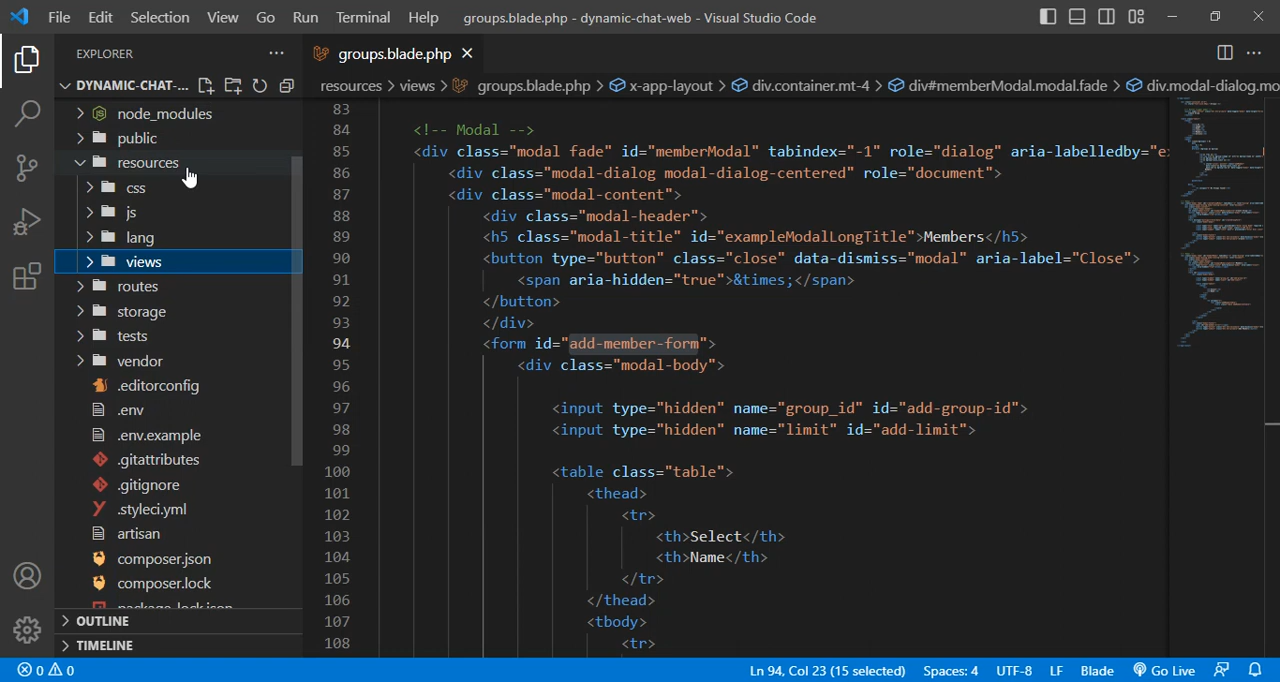 File Edit Selection View Go Run Terminal Help groups.blade.php - dynamic-chat-web - Visual Studio Code
EXPLORER
DYNAMIC-CHAT-...
node_modules
public
resources
css
js
lang
views
routes
storage
tests
vendor
.editorconfig
.env
.env.example
.gitattributes
.gitignore
.styleci.yml
artisan
composer.json
composer.lock
package-lock.json
OUTLINE
TIMELINE
groups.blade.php
resources > views > groups.blade.php > x-app-layout > div.container.mt-4 > div#memberModal.modal.fade > div.modal-dialog.mo
83
84 <!-- Modal -->
85 <div class="modal fade" id="memberModal" tabindex="-1" role="dialog" aria-labelledby="e
86 <div class="modal-dialog modal-dialog-centered" role="document">
87 <div class="modal-content">
88 <div class="modal-header">
89 <h5 class="modal-title" id="exampleModalLongTitle">Members</h5>
90 <button type="button" class="close" data-dismiss="modal" aria-label="Close">
91 <span aria-hidden="true">&times;</span>
92 </button>
93 </div>
94 <form id="add-member-form">
95 <div class="modal-body">
96
97 <input type="hidden" name="group_id" id="add-group-id">
98 <input type="hidden" name="limit" id="add-limit">
99
100 <table class="table">
101 <thead>
102 <tr>
103 <th>Select</th>
104 <th>Name</th>
105 </tr>
106 </thead>
107 <tbody>
108 <tr>
0 0 Ln 94, Col 23 (15 selected) Spaces: 4 UTF-8 LF Blade Go Live